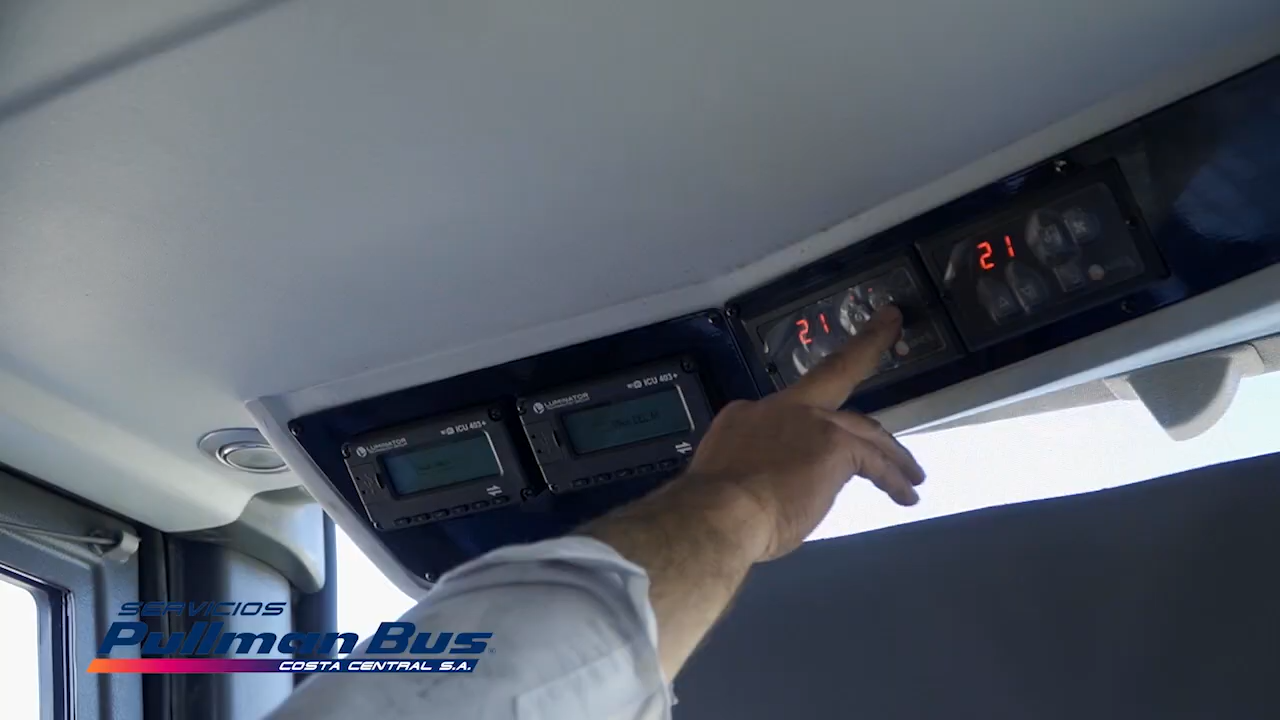 21
21
LUMINATOR
ICU 403+
LUMINATOR
ICU 403+
SERVICIOS
Pullman Bus
COSTA CENTRAL S.A.